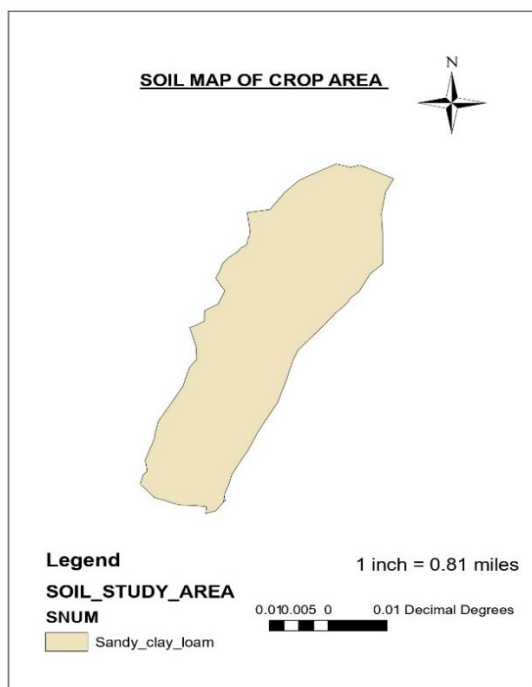 SOIL MAP OF CROP AREA
N
Legend
1 inch = 0.81 miles
SOIL_STUDY_AREA
SNUM
0.010.005 0 0.01 Decimal Degrees
Sandy_clay_loam